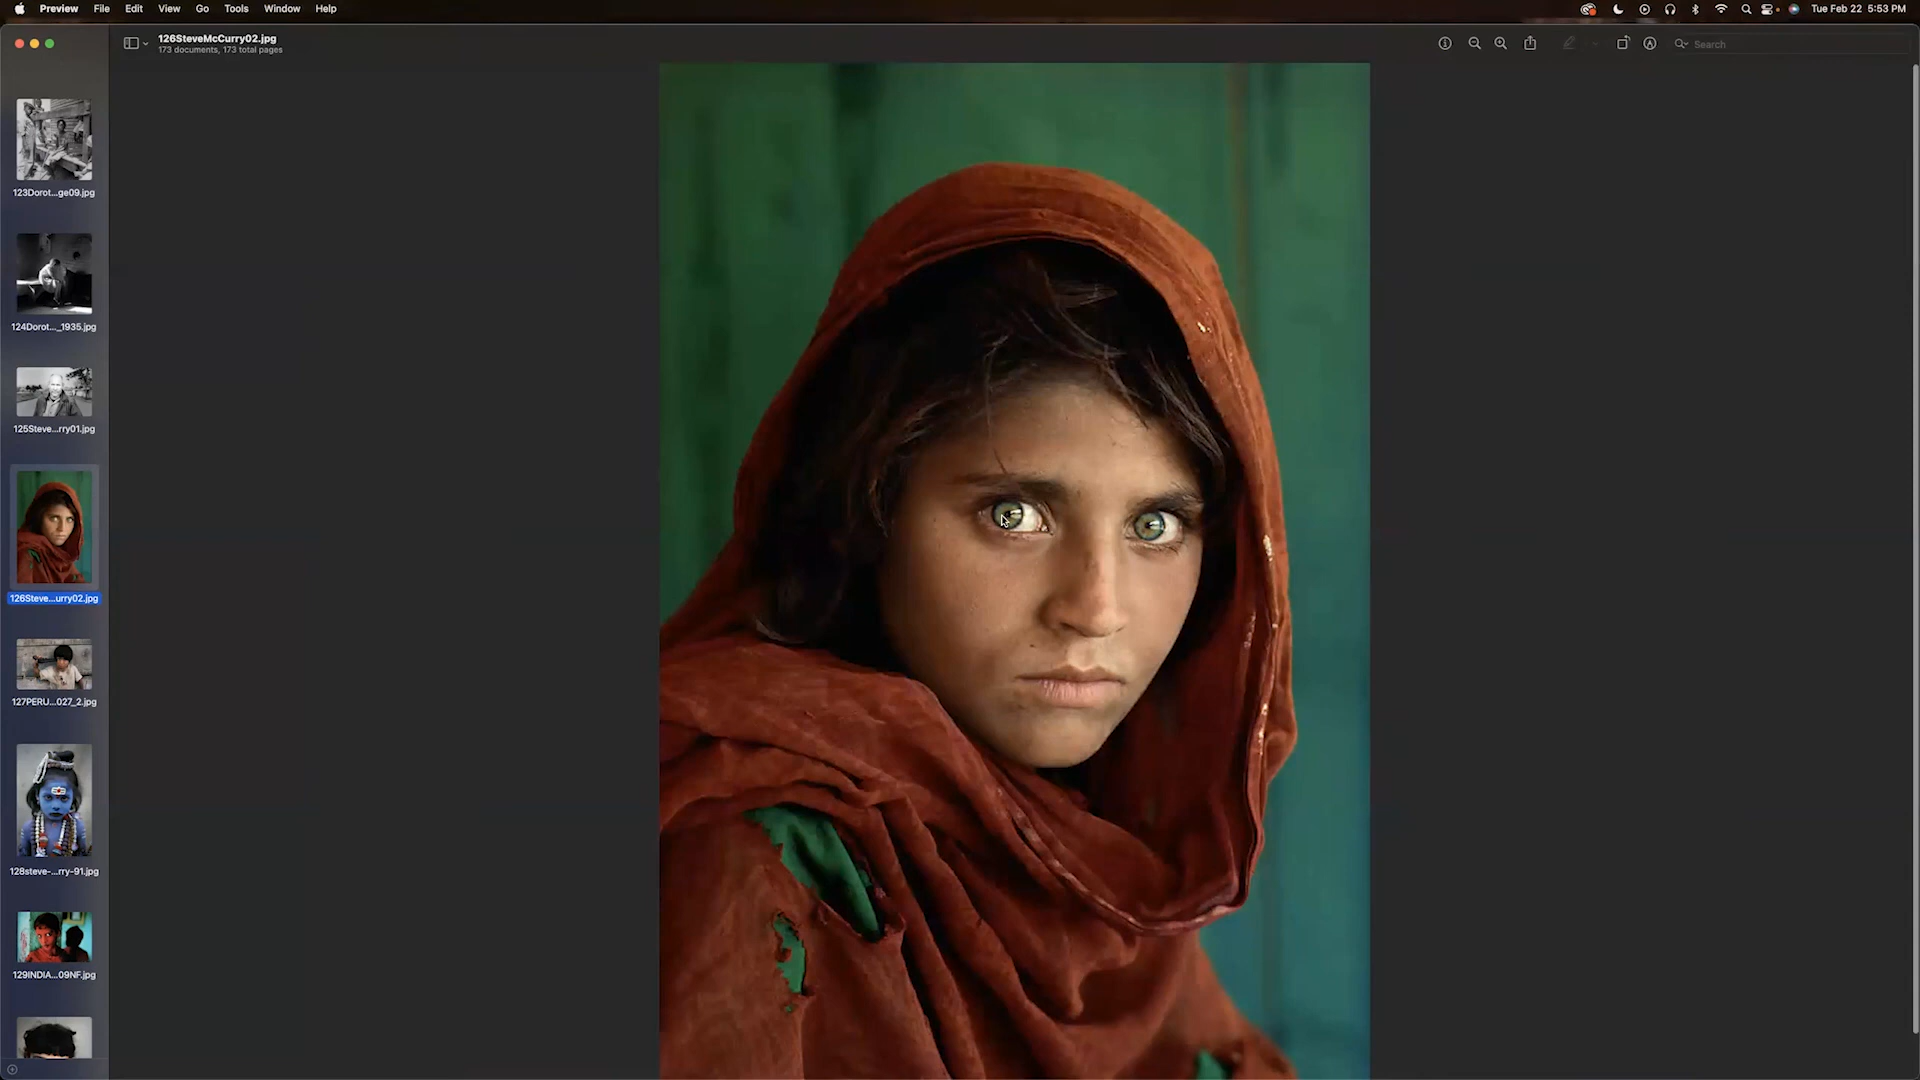 Preview File Edit View Go Tools Window Help
Tue Feb 22 5:53 PM
126SteveMcCurry02.jpg
173 documents, 173 total pages
Search
123Dorot...ge09.jpg
124Dorot..._1935.jpg
125Steve...rry01.jpg
126Steve...urry02.jpg
127PERU...027_2.jpg
128steve-...rry-91.jpg
129INDIA...09NF.jpg